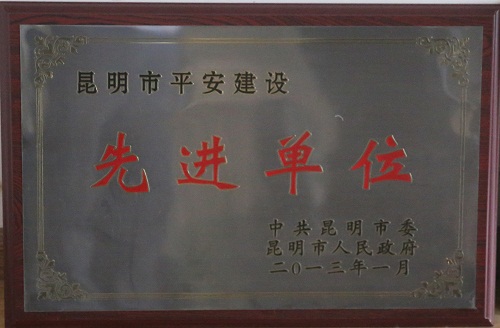 昆明市平安建设
先进单位
中共昆明市委
昆明市人民政府
二〇一三年一月